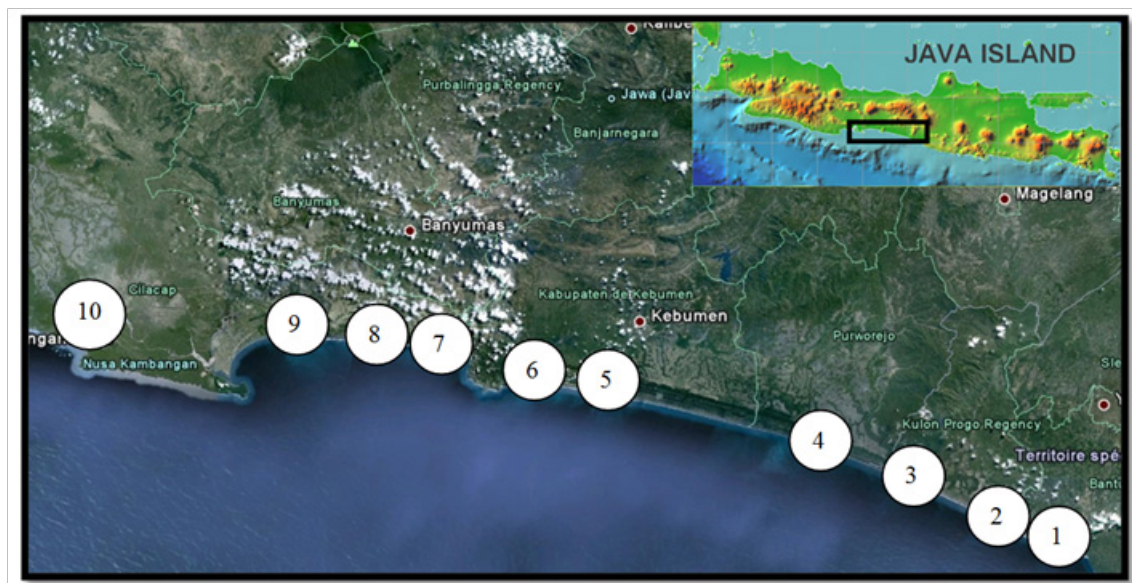 JAVA ISLAND
Purbalingga Regency
Jawa (Jav
Banjarnegara
Magelang
Banyumas
Banyumas
Cilacap
Kabupaten de Kebumen
Kebumen
Purworejo
10
9
8
7
6
5
4
3
2
1
Nusa Kambangan
Kulon Progo Regency
Territoire spé
Bantu